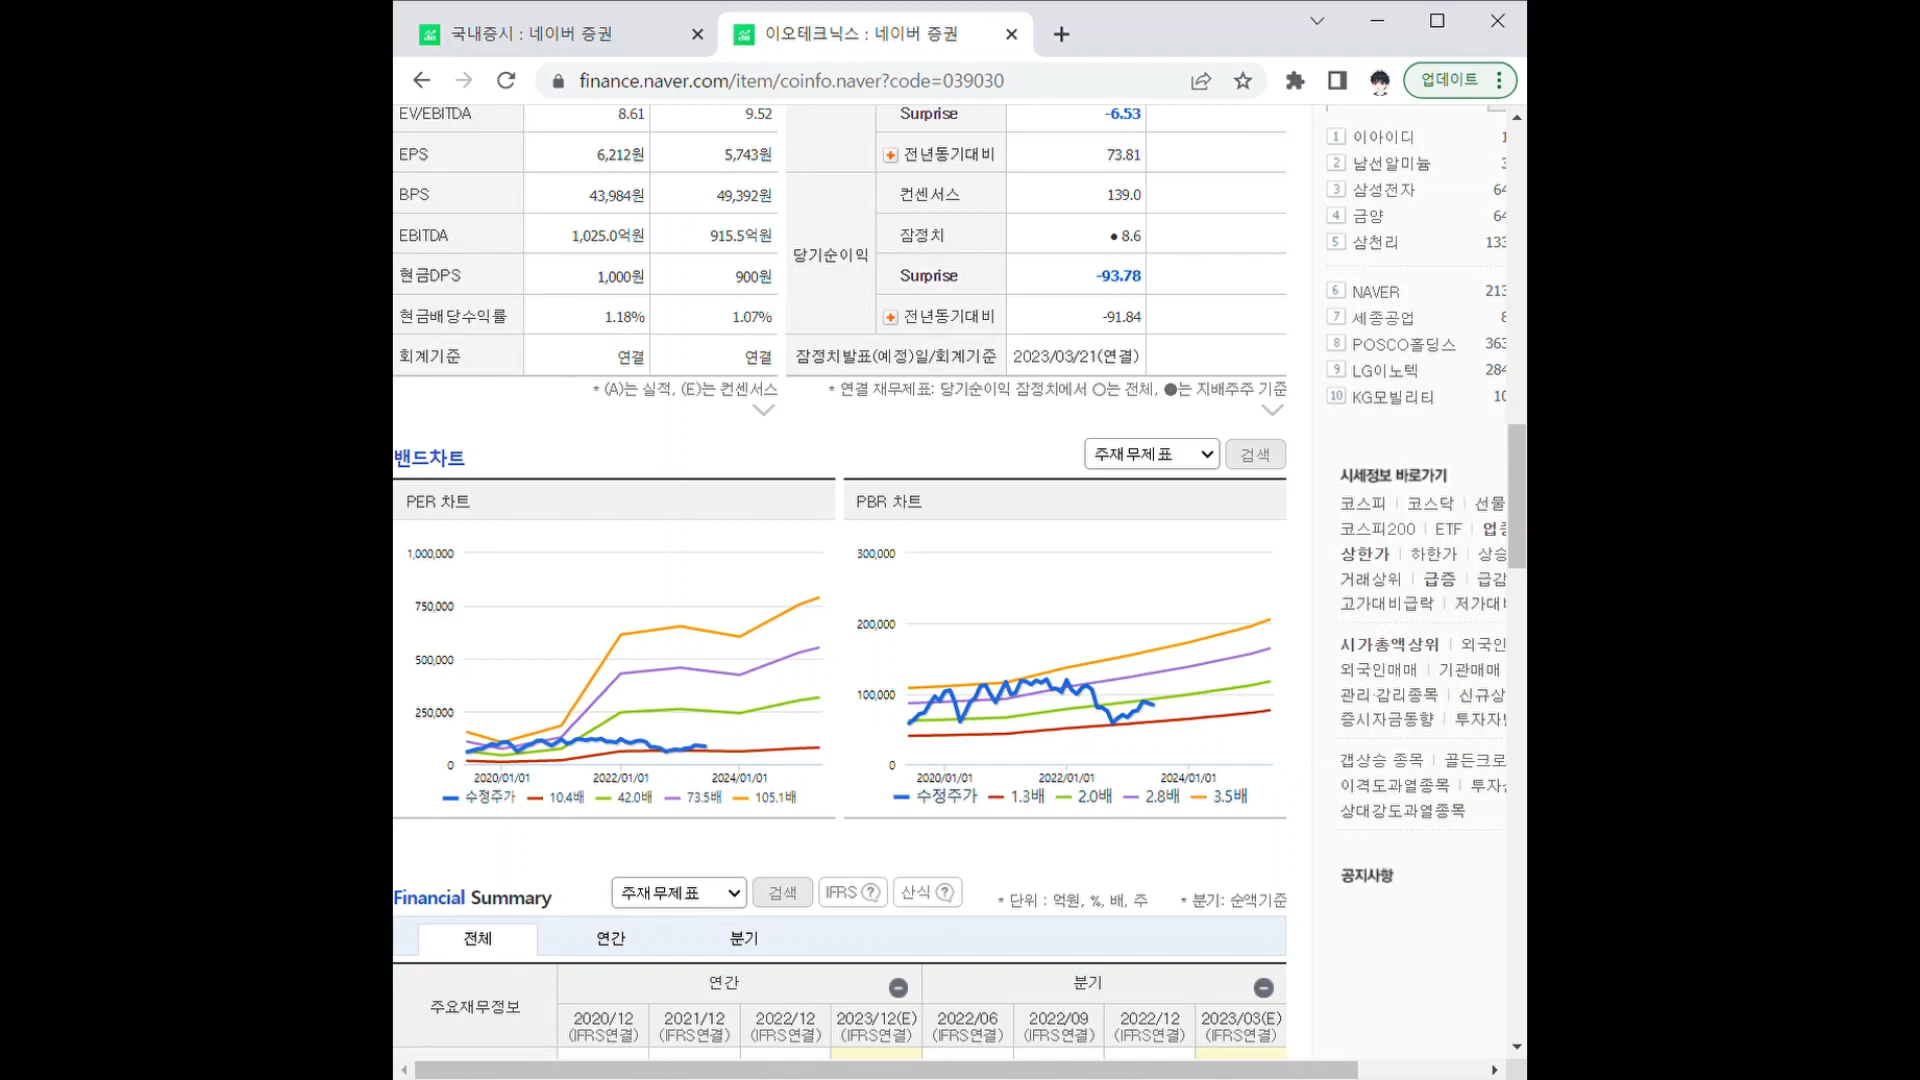 국내증시 : 네이버 증권
이오테크닉스 : 네이버 증권
finance.naver.com/item/coinfo.naver?code=039030
업데이트
EV/EBITDA 8.61 9.52
EPS 6,212원 5,743원
BPS 43,984원 49,392원
EBITDA 1,025.0억원 915.5억원
현금DPS 1,000원 900원
현금배당수익률 1.18% 1.07%
회계기준 연결 연결
* (A)는 실적, (E)는 컨센서스
Surprise -6.53
전년동기대비 73.81
당기순이익
컨센서스 139.0
잠정치 ● 8.6
Surprise -93.78
전년동기대비 -91.84
잠정치발표(예정)일/회계기준 2023/03/21(연결)
* 연결 재무제표: 당기순이익 잠정치에서 ○는 전체, ●는 지배주주 기준
밴드차트
주재무제표 검색
PER 차트
1,000,000
750,000
500,000
250,000
0
2020/01/01 2022/01/01 2024/01/01
수정주가 10.4배 42.0배 73.5배 105.1배
PBR 차트
300,000
200,000
100,000
0
2020/01/01 2022/01/01 2024/01/01
수정주가 1.3배 2.0배 2.8배 3.5배
Financial Summary
주재무제표 검색 IFRS ? 산식 ?
* 단위 : 억원, %, 배, 주 * 분기: 순액기준
전체 연간 분기
주요재무정보
연간 분기
2020/12 2021/12 2022/12 2023/12(E) 2022/06 2022/09 2022/12 2023/03(E)
(IFRS연결) (IFRS연결) (IFRS연결) (IFRS연결) (IFRS연결) (IFRS연결) (IFRS연결) (IFRS연결)
1 이아이디 1
2 남선알미늄 3
3 삼성전자 64
4 금양 64
5 삼천리 133
6 NAVER 213
7 세종공업 8
8 POSCO홀딩스 363
9 LG이노텍 284
10 KG모빌리티 10
시세정보 바로가기
코스피 코스닥 선물
코스피200 ETF
상한가 하한가 상승
거래상위 급증 급감
고가대비급락
시가총액상위 외국인
외국인매매 기관매매
관리·감리종목 신규상
증시자금동향
갭상승 종목
이격도과열종목
상대강도과열종목
공지사항